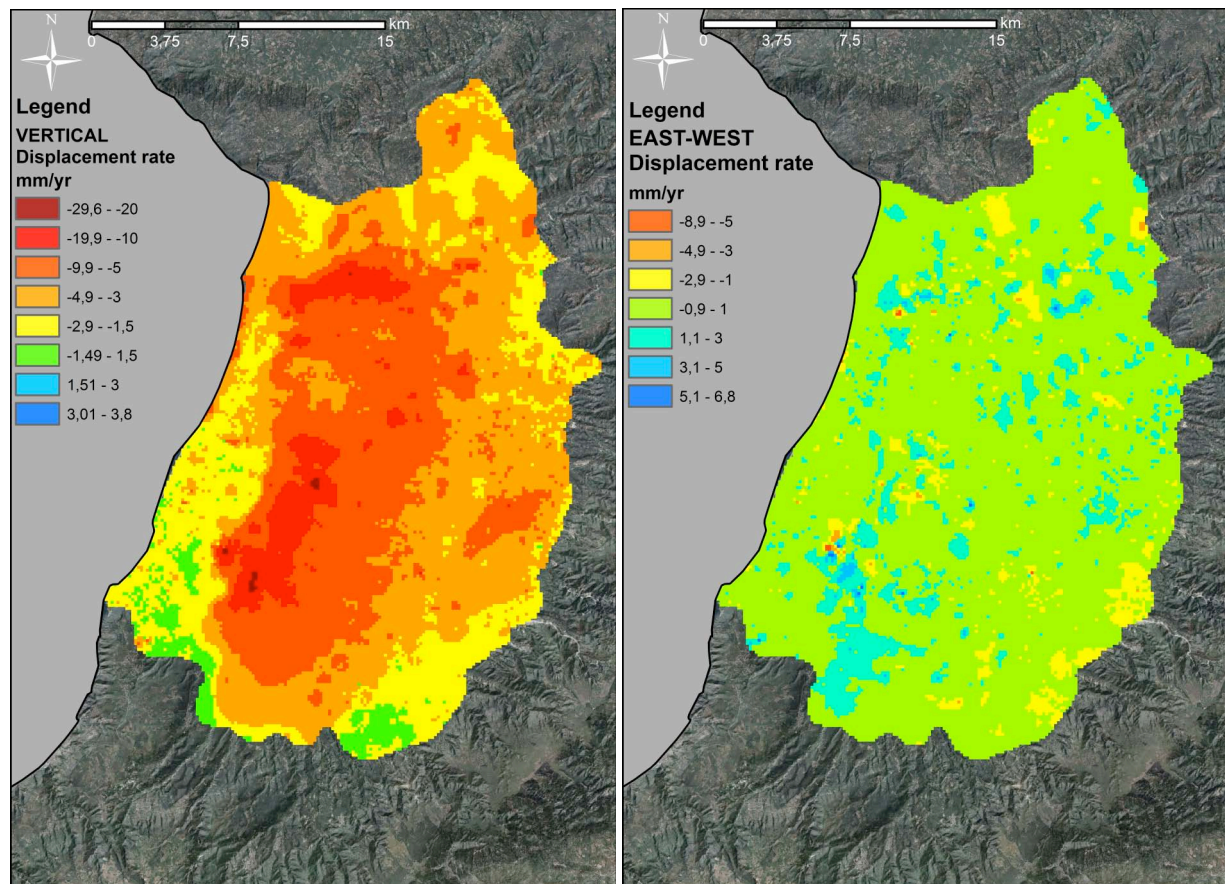 N
0 3,75 7,5 15 km
Legend
VERTICAL
Displacement rate
mm/yr
-29,6 - -20
-19,9 - -10
-9,9 - -5
-4,9 - -3
-2,9 - -1,5
-1,49 - 1,5
1,51 - 3
3,01 - 3,8
N
0 3,75 7,5 15 km
Legend
EAST-WEST
Displacement rate
mm/yr
-8,9 - -5
-4,9 - -3
-2,9 - -1
-0,9 - 1
1,1 - 3
3,1 - 5
5,1 - 6,8